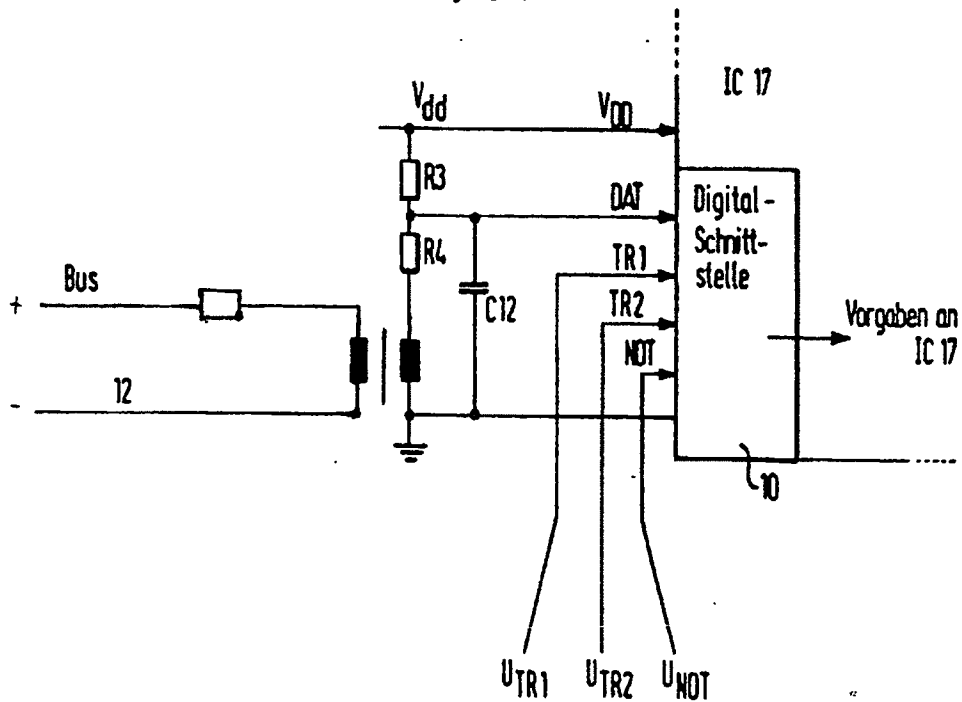 IC 17
Vdd
VDD
R3
DAT
Digital-
Schnitt-
stelle
R4
TR1
Bus
+
C12
TR2
Vorgaben an
IC 17
NOT
12
-
10
UTR1
UTR2
UNOT